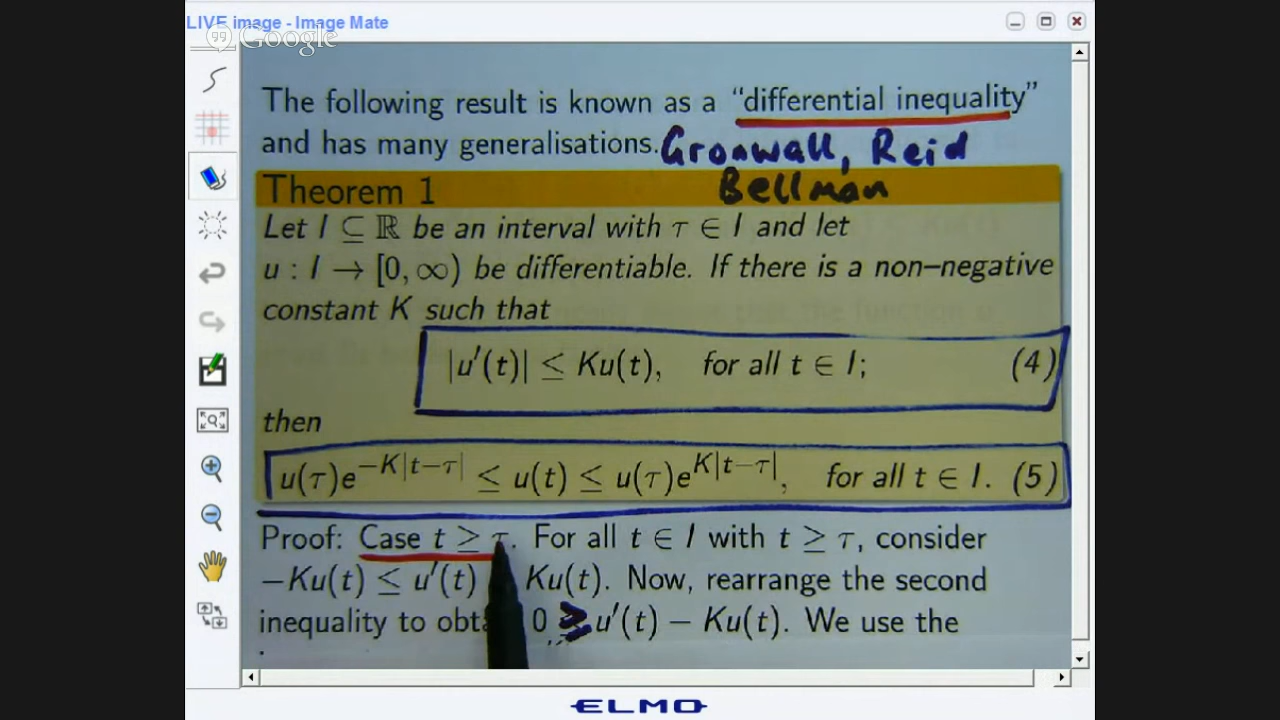 LIVE image - Image Mate
Google
The following result is known as a “differential inequality”
and has many generalisations. Gronwall, Reid
Bellman
Theorem 1
Let I ⊆ ℝ be an interval with τ ∈ I and let
u : I → [0, ∞) be differentiable. If there is a non–negative
constant K such that
|u′(t)| ≤ Ku(t), for all t ∈ I; (4)
then
u(τ)e^{−K|t−τ|} ≤ u(t) ≤ u(τ)e^{K|t−τ|}, for all t ∈ I. (5)
Proof: Case t ≥ τ. For all t ∈ I with t ≥ τ, consider
−Ku(t) ≤ u′(t) Ku(t). Now, rearrange the second
inequality to 0 ≥ u′(t) − Ku(t). We use the
ELMO